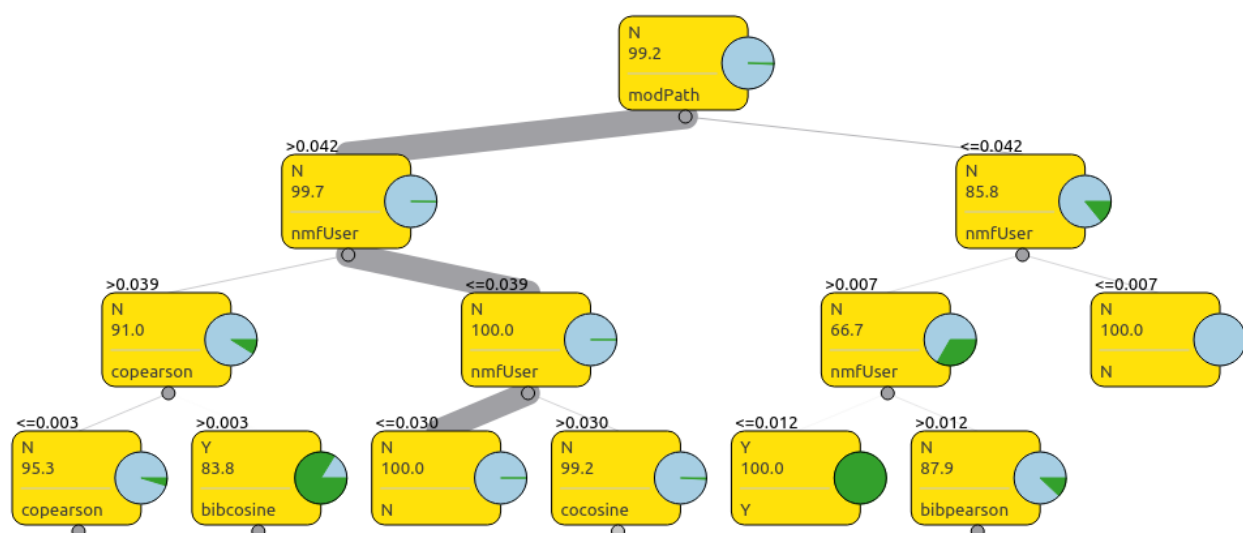 N
99.2
modPath
>0.042
<=0.042
N
99.7
nmfUser
N
85.8
nmfUser
>0.039
<=0.039
>0.007
<=0.007
N
91.0
copearson
N
100.0
nmfUser
N
66.7
nmfUser
N
100.0
N
<=0.003
>0.003
<=0.030
>0.030
<=0.012
>0.012
N
95.3
copearson
Y
83.8
bibcosine
N
100.0
N
N
99.2
cocosine
Y
100.0
Y
N
87.9
bibpearson